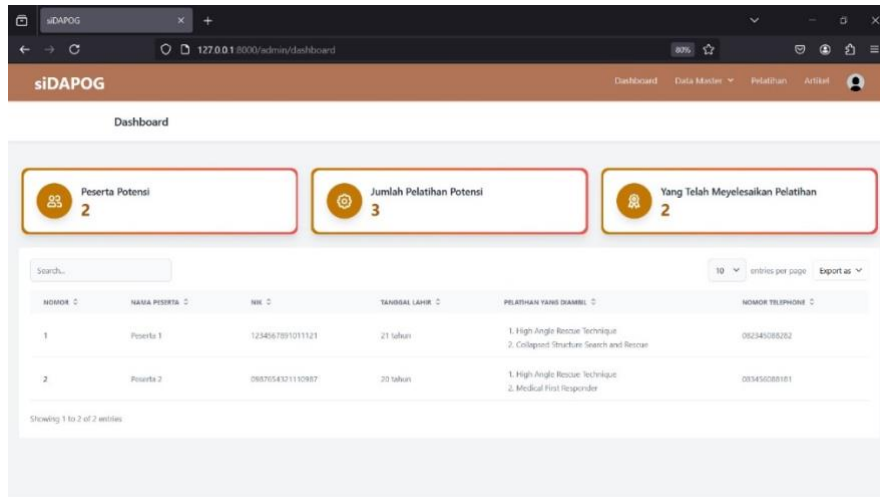 siDAPOG
127.0.0.1:8000/admin/dashboard
80%
siDAPOG
Dashboard Data Master Pelatihan Artikel
Dashboard
Peserta Potensi
2
Jumlah Pelatihan Potensi
3
Yang Telah Meyelesaikan Pelatihan
2
Search...
10 entries per page Export as
NOMOR NAMA PESERTA NIK TANGGAL LAHIR PELATIHAN YANG DIAMBIL NOMOR TELEPHONE
1 Peserta 1 1234567891011121 21 tahun 1. High Angle Rescue Technique 082345088282
2. Collapsed Structure Search and Rescue
2 Peserta 2 0987654321110987 20 tahun 1. High Angle Rescue Technique 083456088181
2. Medical First Responder
Showing 1 to 2 of 2 entries